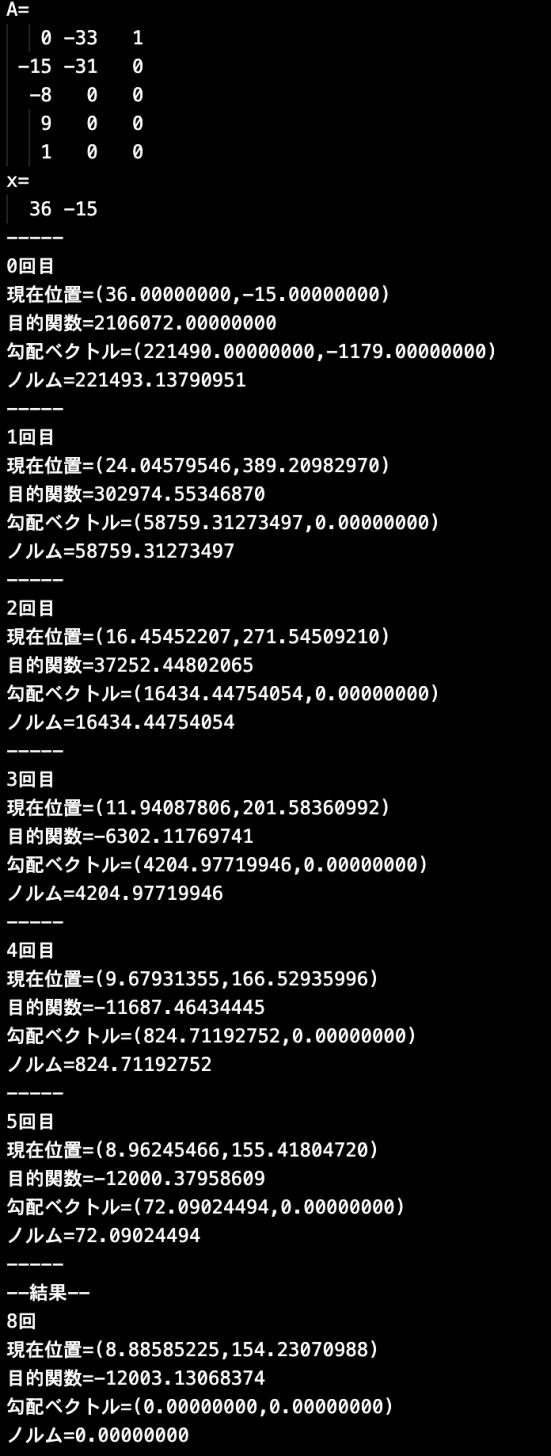 A=
0 -33 1
-15 -31 0
-8 0 0
9 0 0
1 0 0
x=
36 -15
-----
0回目
現在位置=(36.00000000,-15.00000000)
目的関数=2106072.00000000
勾配ベクトル=(221490.00000000,-1179.00000000)
ノルム=221493.13790951
-----
1回目
現在位置=(24.04579546,389.20982970)
目的関数=302974.55346870
勾配ベクトル=(58759.31273497,0.00000000)
ノルム=58759.31273497
-----
2回目
現在位置=(16.45452207,271.54509210)
目的関数=37252.44802065
勾配ベクトル=(16434.44754054,0.00000000)
ノルム=16434.44754054
-----
3回目
現在位置=(11.94087806,201.58360992)
目的関数=-6302.11769741
勾配ベクトル=(4204.97719946,0.00000000)
ノルム=4204.97719946
-----
4回目
現在位置=(9.67931355,166.52935996)
目的関数=-11687.46434445
勾配ベクトル=(824.71192752,0.00000000)
ノルム=824.71192752
-----
5回目
現在位置=(8.96245466,155.41804720)
目的関数=-12000.37958609
勾配ベクトル=(72.09024494,0.00000000)
ノルム=72.09024494
-----
--結果--
8回
現在位置=(8.88585225,154.23070988)
目的関数=-12003.13068374
勾配ベクトル=(0.00000000,0.00000000)
ノルム=0.00000000